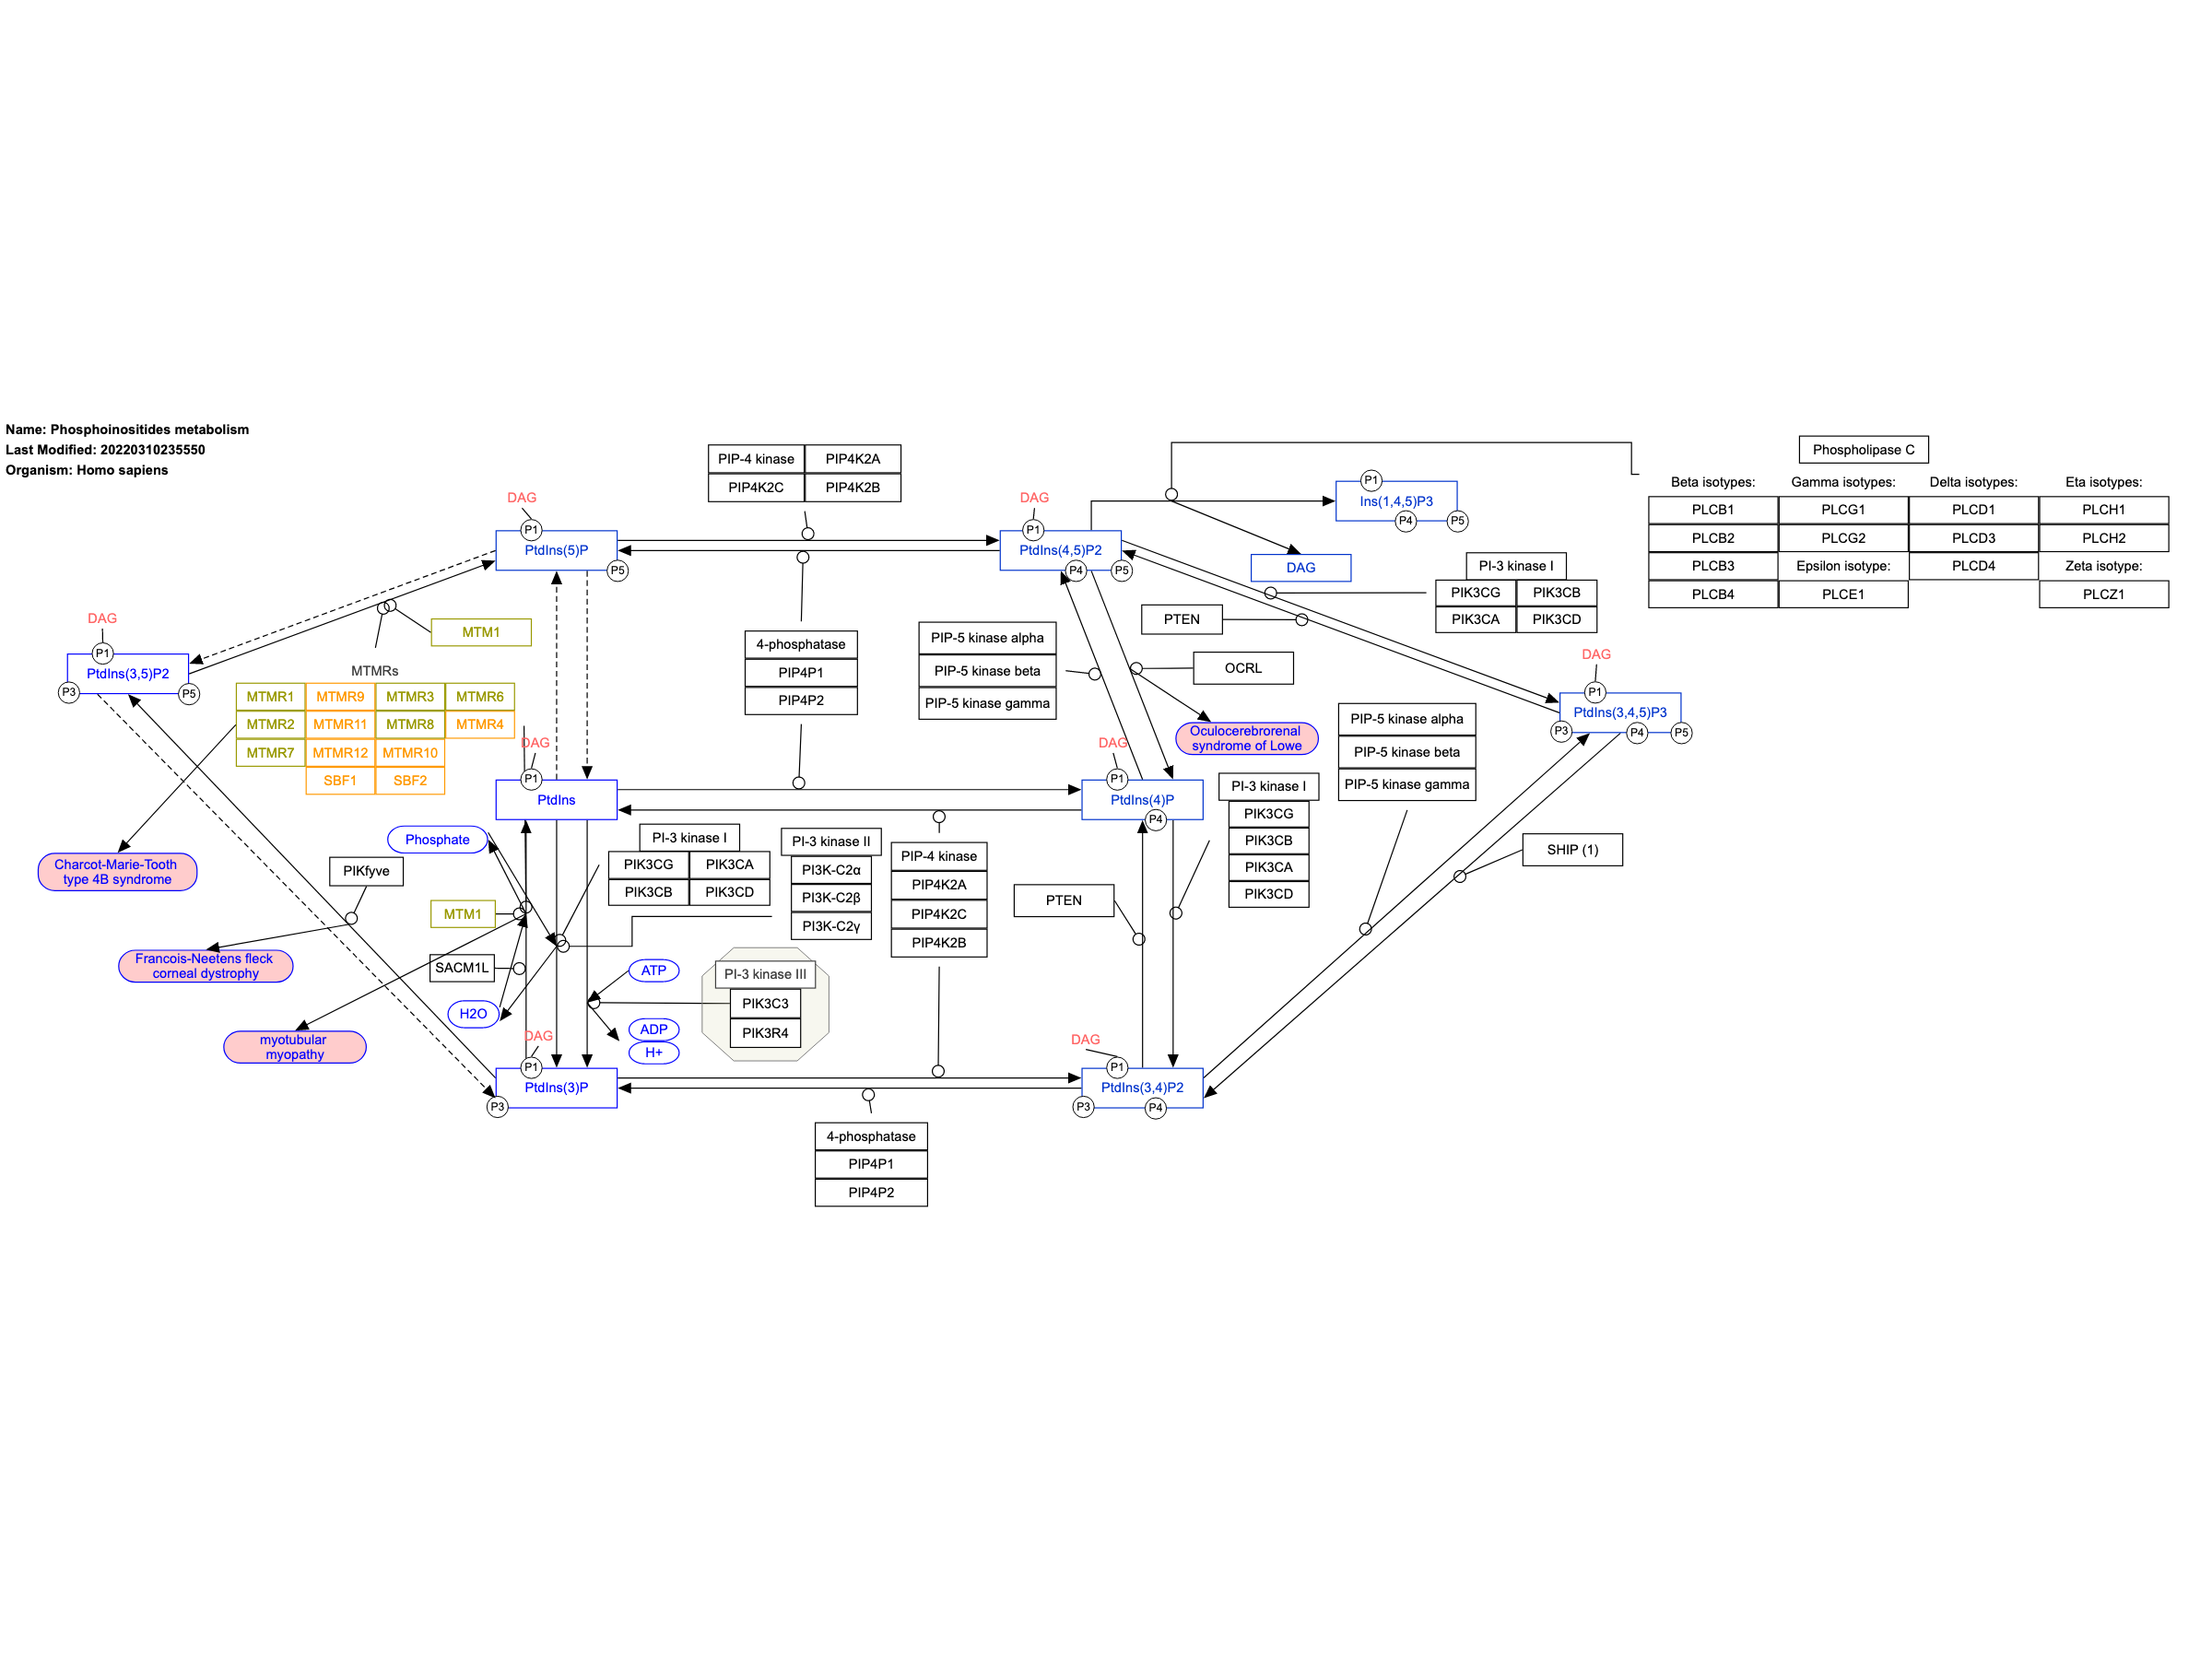 Name: Phosphoinositides metabolism
Last Modified: 20220310235550
Organism: Homo sapiens
PIP-4 kinase
PIP4K2A
PIP4K2C
PIP4K2B
Phospholipase C
Beta isotypes:
Gamma isotypes:
Delta isotypes:
Eta isotypes:
PLCB1
PLCG1
PLCD1
PLCH1
PLCB2
PLCG2
PLCD3
PLCH2
PLCB3
Epsilon isotype:
PLCD4
Zeta isotype:
PLCB4
PLCE1
PLCZ1
DAG
P1
PtdIns(5)P
P5
DAG
P1
PtdIns(4,5)P2
P4
P5
P1
Ins(1,4,5)P3
P4
P5
DAG
PI-3 kinase I
PIK3CG
PIK3CB
PIK3CA
PIK3CD
PTEN
DAG
P1
PtdIns(3,5)P2
P3
P5
MTM1
MTMRs
MTMR1
MTMR9
MTMR3
MTMR6
MTMR2
MTMR11
MTMR8
MTMR4
MTMR7
MTMR12
MTMR10
SBF1
SBF2
4-phosphatase
PIP4P1
PIP4P2
PIP-5 kinase alpha
PIP-5 kinase beta
PIP-5 kinase gamma
OCRL
Oculocerebrorenal
syndrome of Lowe
DAG
P1
PtdIns(3,4,5)P3
P3
P4
P5
PIP-5 kinase alpha
PIP-5 kinase beta
PIP-5 kinase gamma
DAG
P1
PtdIns
DAG
P1
PtdIns(4)P
P4
PI-3 kinase I
PIK3CG
PIK3CB
PIK3CA
PIK3CD
SHIP (1)
Charcot-Marie-Tooth
type 4B syndrome
PIKfyve
Phosphate
PI-3 kinase I
PIK3CG
PIK3CA
PIK3CB
PIK3CD
PI-3 kinase II
PI3K-C2α
PI3K-C2β
PI3K-C2γ
PIP-4 kinase
PIP4K2A
PIP4K2C
PIP4K2B
PTEN
MTM1
Francois-Neetens fleck
corneal dystrophy
SACM1L
ATP
PI-3 kinase III
PIK3C3
PIK3R4
H2O
ADP
H+
myotubular
myopathy
DAG
P1
PtdIns(3)P
P3
DAG
P1
PtdIns(3,4)P2
P3
P4
4-phosphatase
PIP4P1
PIP4P2